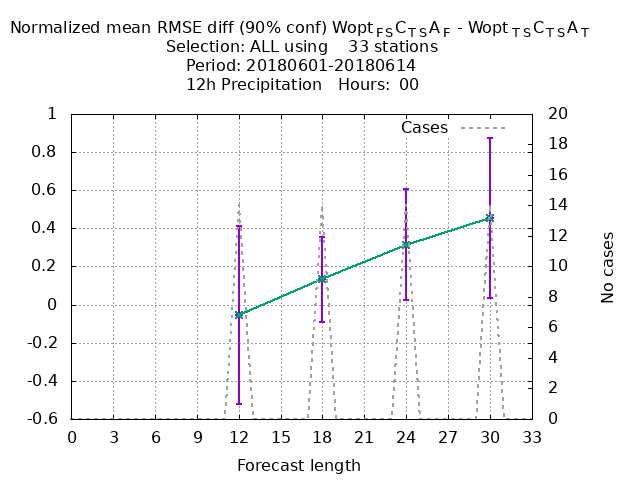 Normalized mean RMSE diff (90% conf) Wopt FS C TS A F - Wopt TS C TS A T
Selection: ALL using 33 stations
Period: 20180601-20180614
12h Precipitation Hours: 00
Cases
1
0.8
0.6
0.4
0.2
0
-0.2
-0.4
-0.6
20
18
16
14
12
10
8
6
4
2
0
No cases
0 3 6 9 12 15 18 21 24 27 30 33
Forecast length